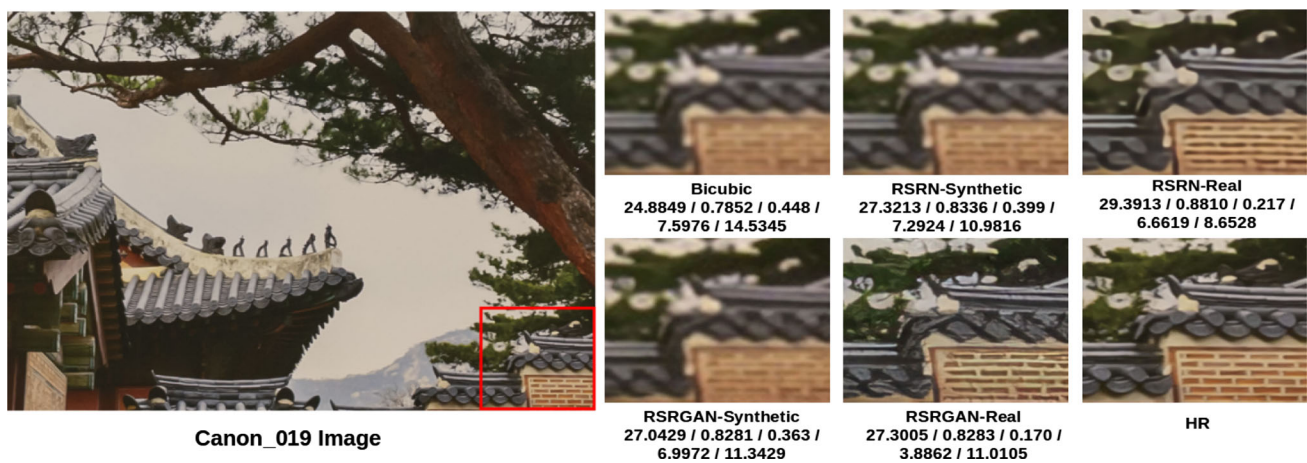 Bicubic
24.8849 / 0.7852 / 0.448 /
7.5976 / 14.5345
RSRN-Synthetic
27.3213 / 0.8336 / 0.399 /
7.2924 / 10.9816
RSRN-Real
29.3913 / 0.8810 / 0.217 /
6.6619 / 8.6528
Canon_019 Image
RSRGAN-Synthetic
27.0429 / 0.8281 / 0.363 /
6.9972 / 11.3429
RSRGAN-Real
27.3005 / 0.8283 / 0.170 /
3.8862 / 11.0105
HR